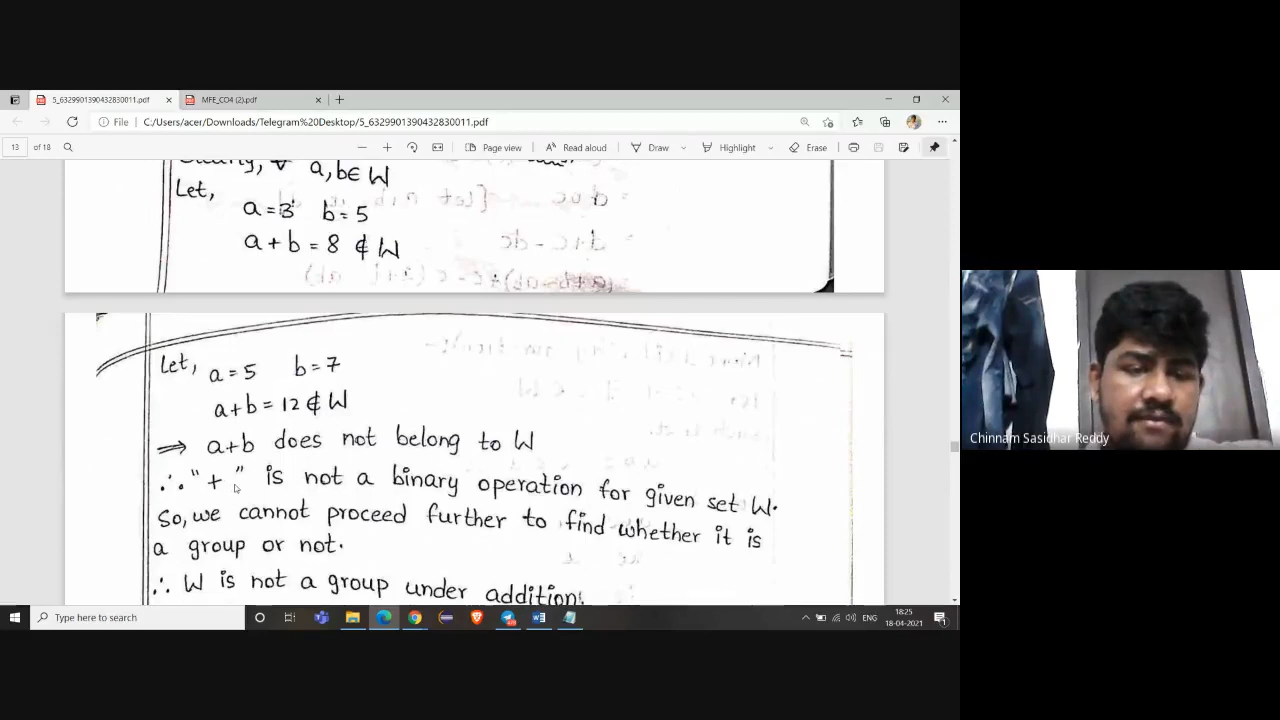 5_6329901390432830011.pdf
MFE_CO4 (2).pdf
File
C:/Users/acer/Downloads/Telegram%20Desktop/5_6329901390432830011.pdf
13 of 18
Page view
Read aloud
Draw
Highlight
Erase
a, b∈ W
Let,
a=3 b=5
a+b=8 ∉ W
Let, a=5 b=7
a+b=12 ∉ W
⇒ a+b does not belong to W
∴ "+" is not a binary operation for given set W.
So, we cannot proceed further to find whether it is
a group or not.
∴ W is not a group under addition.
Chinnam Sasidhar Reddy
Type here to search
ENG
18:25
18-04-2021